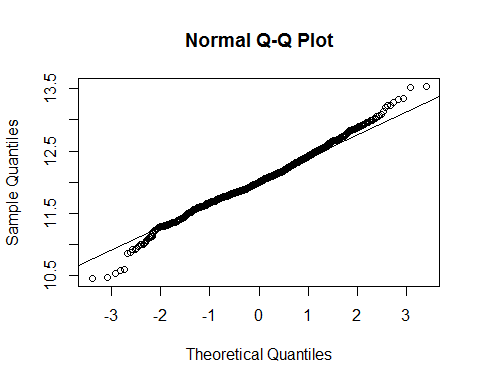 Normal Q-Q Plot
Sample Quantiles
13.5
12.5
11.5
10.5
-3 -2 -1 0 1 2 3
Theoretical Quantiles